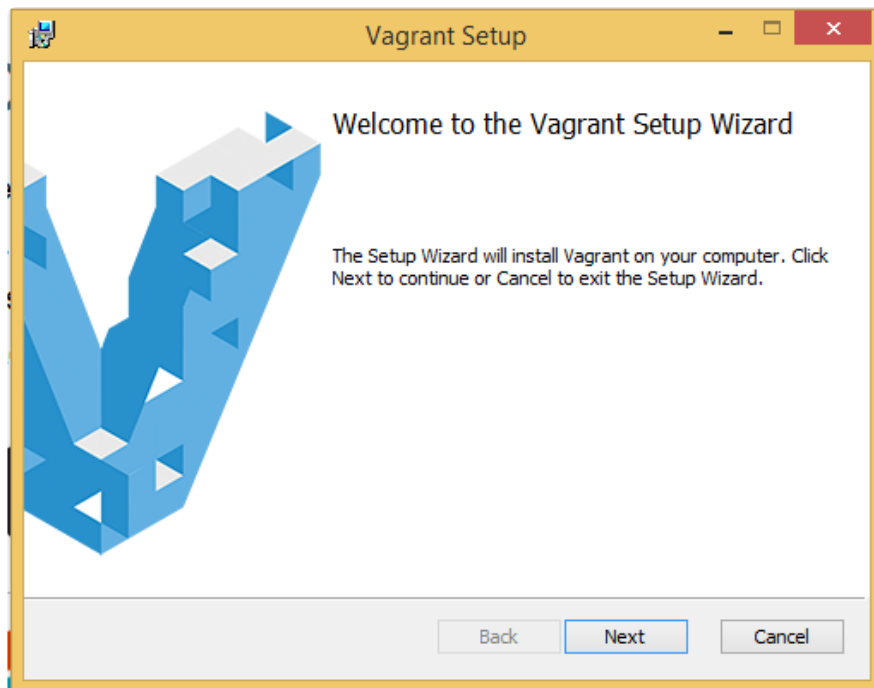 Vagrant Setup
Welcome to the Vagrant Setup Wizard
The Setup Wizard will install Vagrant on your computer. Click
Next to continue or Cancel to exit the Setup Wizard.
Back
Next
Cancel